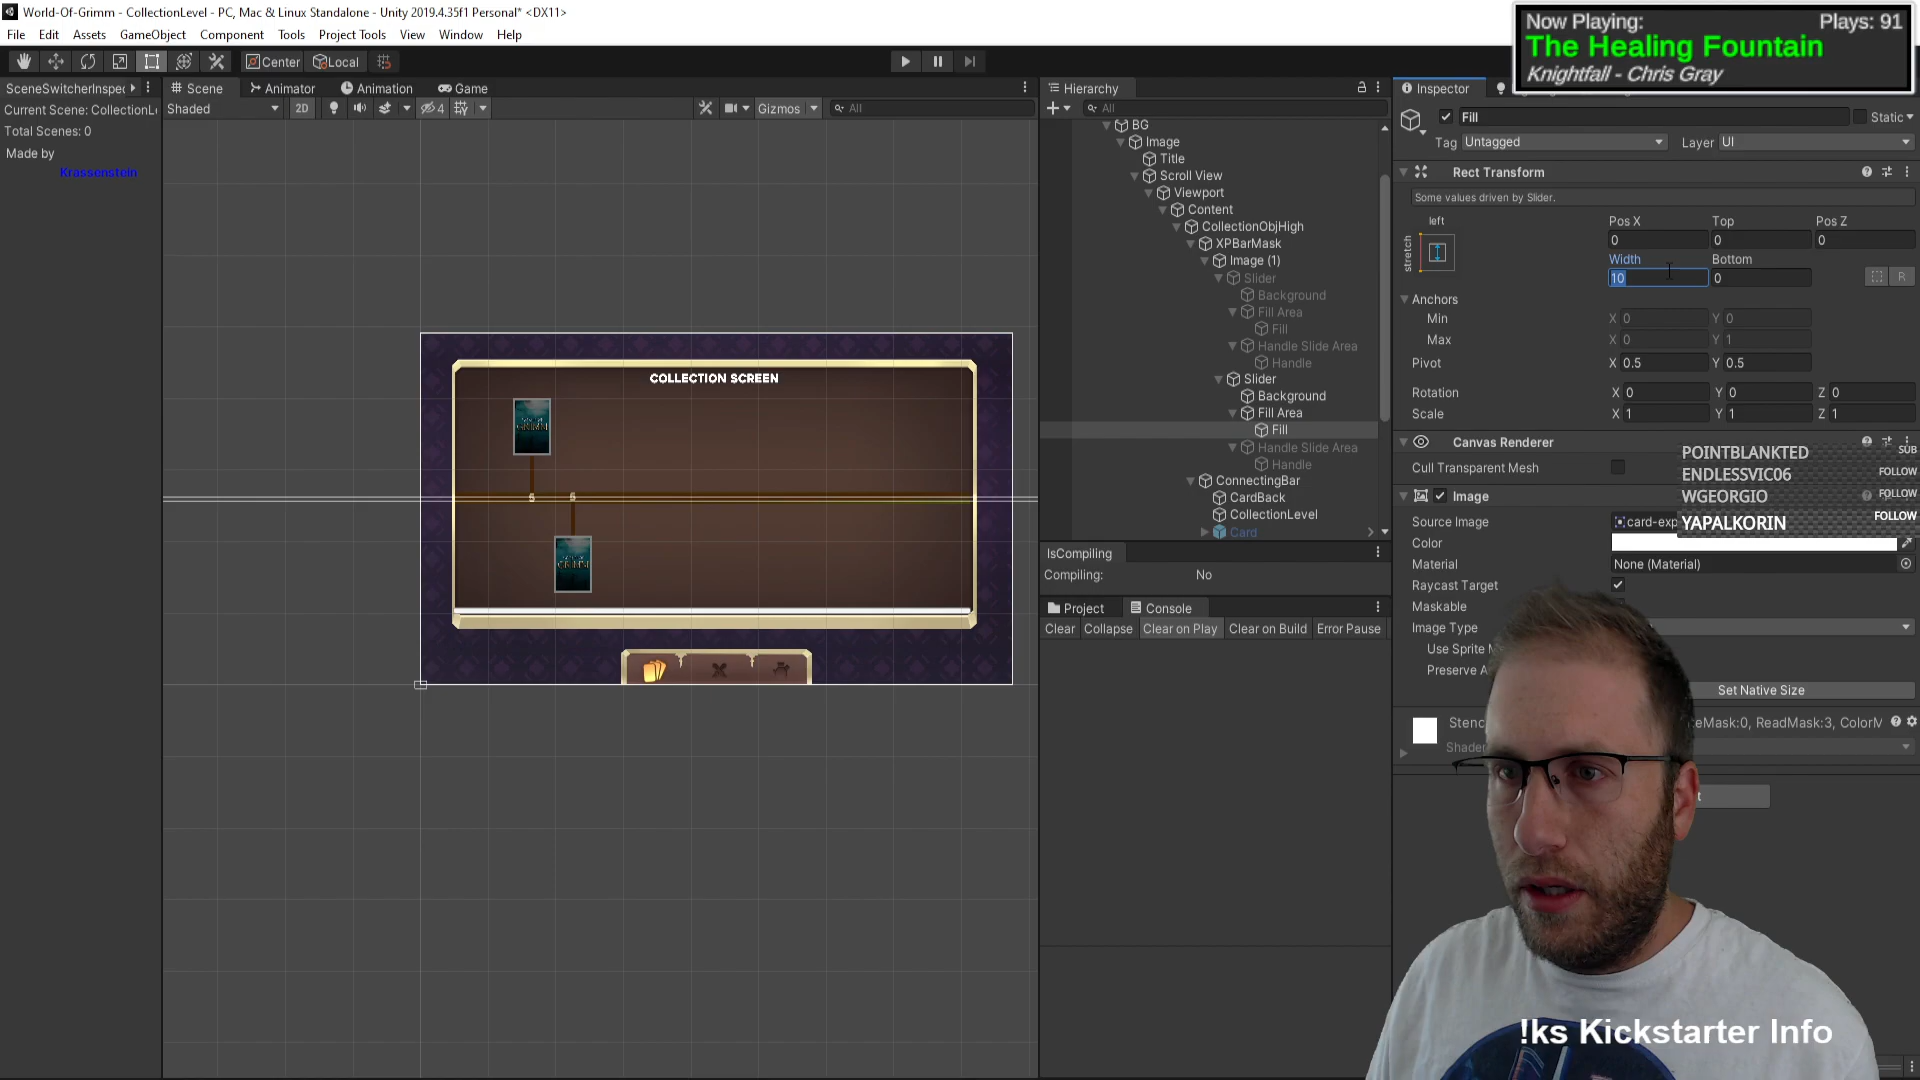 World-Of-Grimm - CollectionLevel - PC, Mac & Linux Standalone - Unity 2019.4.35f1 Personal* <DX11>
File Edit Assets GameObject Component Tools Project Tools View Window Help
Now Playing: Plays: 91
The Healing Fountain
Knightfall - Chris Gray
Center Local
SceneSwitcherInspec
Current Scene: CollectionL
Total Scenes: 0
Made by
Krassenstein
Scene Animator Animation Game
Shaded 2D 4 Gizmos All
COLLECTION SCREEN
GRIMM
5 6
GRIMM
Hierarchy
All
BG
Image
Title
Scroll View
Viewport
Content
CollectionObjHigh
XPBarMask
Image (1)
Slider
Background
Fill Area
Fill
Handle Slide Area
Handle
Slider
Background
Fill Area
Fill
Handle Slide Area
Handle
ConnectingBar
CardBack
CollectionLevel
Card
IsCompiling
Compiling: No
Project Console
Clear Collapse Clear on Play Clear on Build Error Pause
Inspector
Fill Static
Tag Untagged Layer UI
Rect Transform
Some values driven by Slider.
left
stretch
Pos X Top Pos Z
0 0 0
Width Bottom
10 0
R
Anchors
Min X 0 Y 0
Max X 0 Y 1
Pivot X 0.5 Y 0.5
Rotation X 0 Y 0 Z 0
Scale X 1 Y 1 Z 1
Canvas Renderer
Cull Transparent Mesh
Image
Source Image card-exp
Color
Material None (Material)
Raycast Target
Maskable
Image Type
Use Sprite M
Preserve A
Set Native Size
Stenc eMask:0, ReadMask:3, ColorM
Shader
t
POINTBLANKTED SUB
ENDLESSVIC06 FOLLOW
WGEORGIO FOLLOW
YAPALKORIN FOLLOW
!ks Kickstarter Info